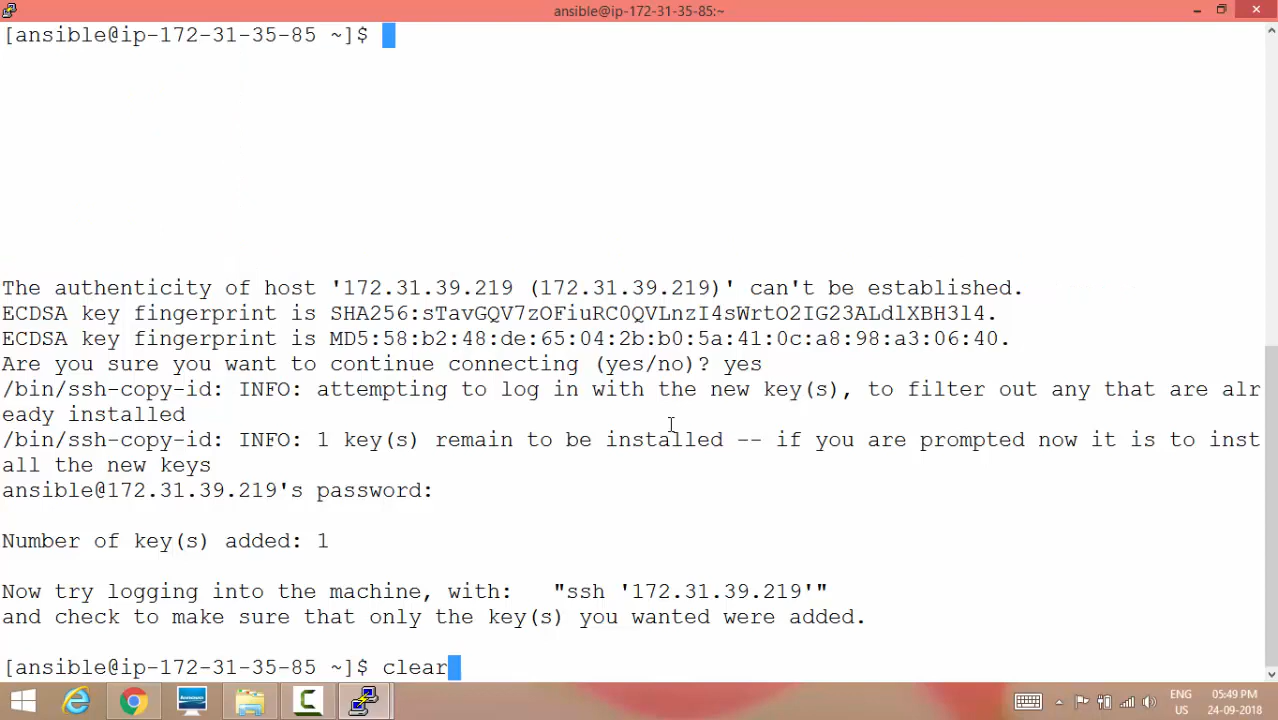 ansible@ip-172-31-35-85:~
[ansible@ip-172-31-35-85 ~]$
The authenticity of host '172.31.39.219 (172.31.39.219)' can't be established.
ECDSA key fingerprint is SHA256:sTavGQV7zOFiuRC0QVLnzI4sWrtO2IG23ALdlXBH3l4.
ECDSA key fingerprint is MD5:58:b2:48:de:65:04:2b:b0:5a:41:0c:a8:98:a3:06:40.
Are you sure you want to continue connecting (yes/no)? yes
/bin/ssh-copy-id: INFO: attempting to log in with the new key(s), to filter out any that are alr
eady installed
/bin/ssh-copy-id: INFO: 1 key(s) remain to be installed -- if you are prompted now it is to inst
all the new keys
ansible@172.31.39.219's password:
Number of key(s) added: 1
Now try logging into the machine, with:   "ssh '172.31.39.219'"
and check to make sure that only the key(s) you wanted were added.
[ansible@ip-172-31-35-85 ~]$ clear
ENG
US
05:49 PM
24-09-2018